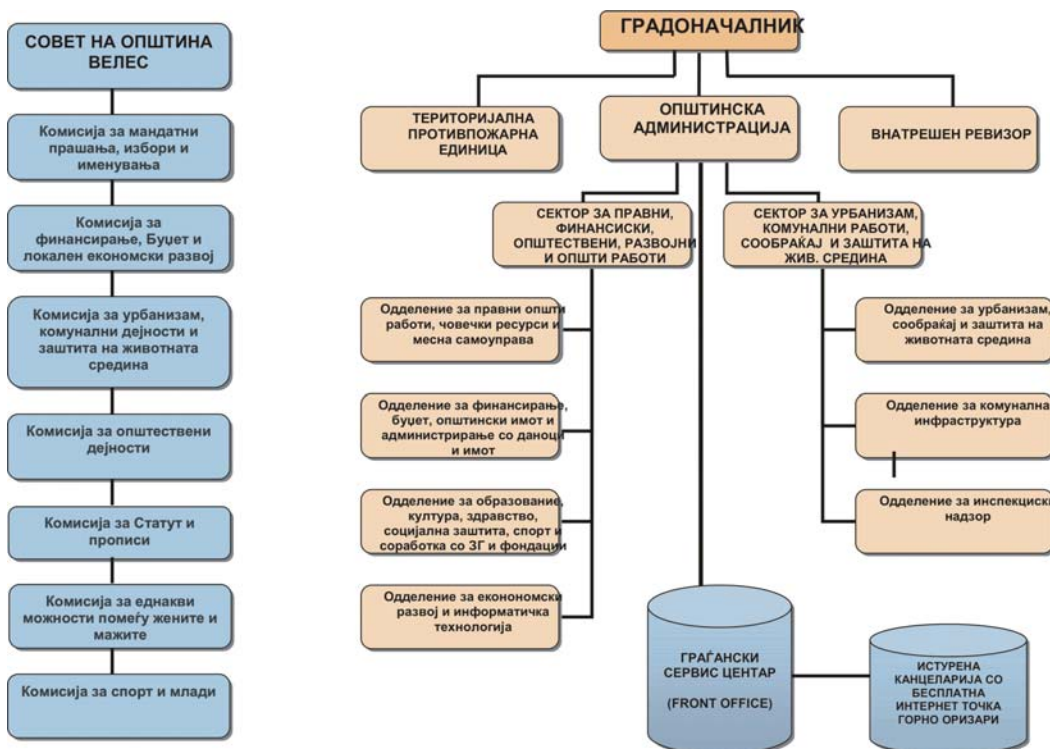 СОВЕТ НА ОПШТИНА
ВЕЛЕС
Комисија за мандатни
прашања, избори и
именувања
Комисија за
финансирање, Буџет и
локален економски развој
Комисија за урбанизам,
комунални дејности и
заштита на животната
средина
Комисија за општествени
дејности
Комисија за Статут и
прописи
Комисија за еднакви
можности помеѓу жените и
мажите
Комисија за спорт и млади
ГРАДОНАЧАЛНИК
ТЕРИТОРИЈАЛНА
ПРОТИВПОЖАРНА
ЕДИНИЦА
ОПШТИНСКА
АДМИНИСТРАЦИЈА
ВНАТРЕШЕН РЕВИЗОР
СЕКТОР ЗА ПРАВНИ,
ФИНАНСИСКИ,
ОПШТЕСТВЕНИ, РАЗВОЈНИ
И ОПШТИ РАБОТИ
СЕКТОР ЗА УРБАНИЗАМ,
КОМУНАЛНИ РАБОТИ,
СООБРАЌАЈ И ЗАШТИТА НА
ЖИВ. СРЕДИНА
Одделение за правни општи
работи, човечки ресурси и
месна самоуправа
Одделение за финансирање,
буџет, општински имот и
администрирање со даноци
и имот
Одделение за образование,
култура, здравство,
социјална заштита, спорт и
соработка со ЗГ и фондации
Одделение за екнономски
развој и информатичка
технологија
Одделение за урбанизам,
сообраќај и заштита на
животната средина
Одделение за комунална
инфраструктура
Одделение за инспекциски
надзор
ГРАЃАНСКИ
СЕРВИС ЦЕНТАР
(FRONT OFFICE)
ИСТУРЕНА
КАНЦЕЛАРИЈА СО
БЕСПЛАТНА
ИНТЕРНЕТ ТОЧКА
ГОРНО ОРИЗАРИ